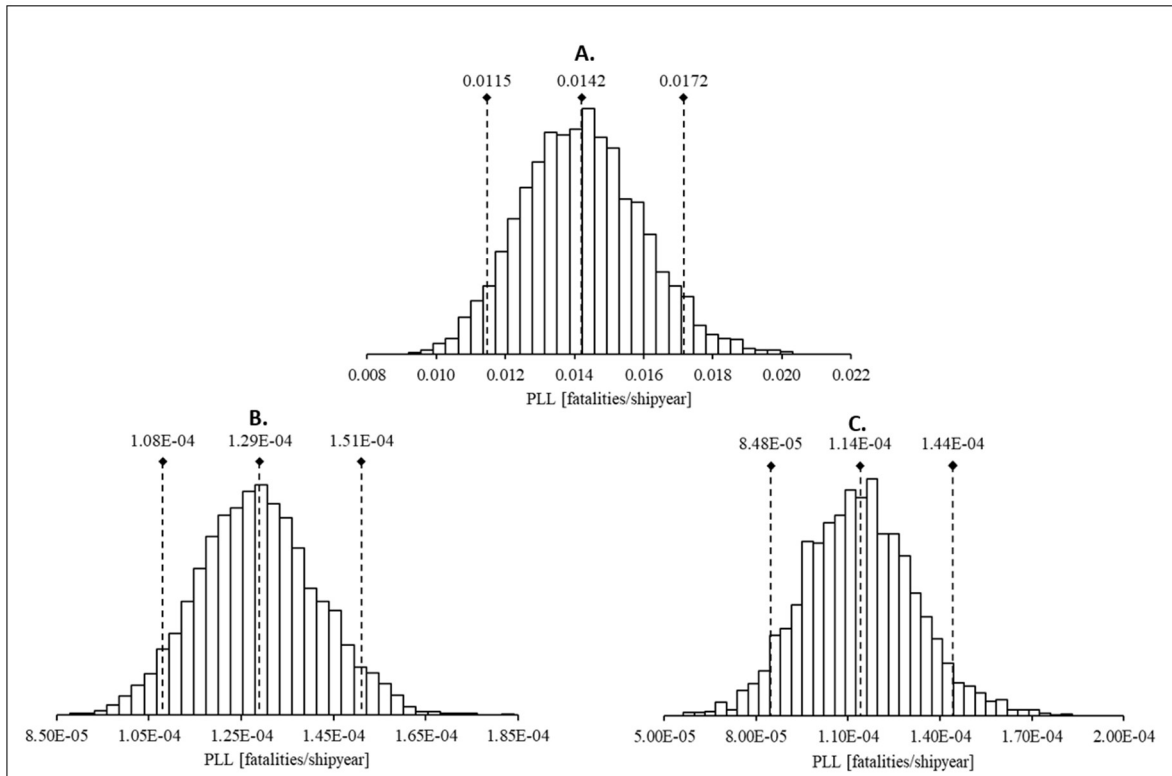 A.
0.0115 0.0142 0.0172
0.008 0.010 0.012 0.014 0.016 0.018 0.020 0.022
PLL [fatalities/shipyear]
B.
1.08E-04 1.29E-04 1.51E-04
8.50E-05 1.05E-04 1.25E-04 1.45E-04 1.65E-04 1.85E-04
PLL [fatalities/shipyear]
C.
8.48E-05 1.14E-04 1.44E-04
5.00E-05 8.00E-05 1.10E-04 1.40E-04 1.70E-04 2.00E-04
PLL [fatalities/shipyear]